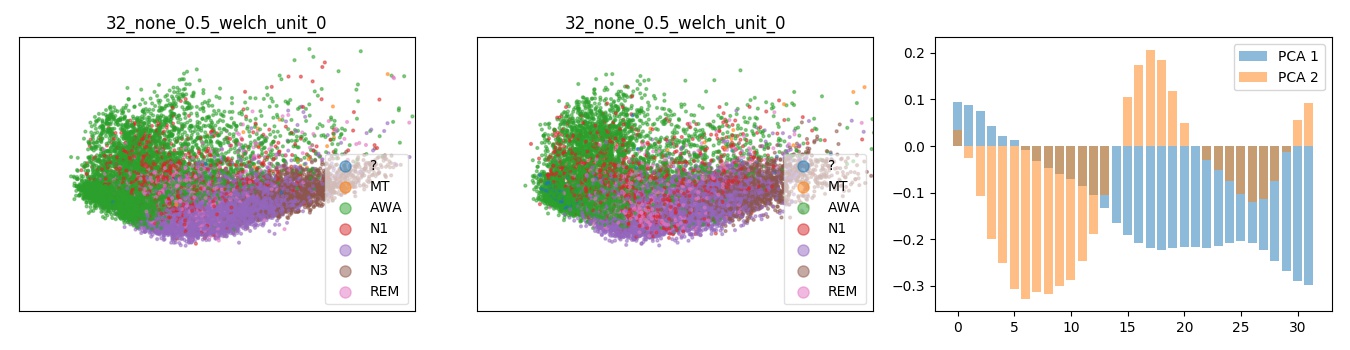 32_none_0.5_welch_unit_0
?
MT
AWA
N1
N2
N3
REM
32_none_0.5_welch_unit_0
?
MT
AWA
N1
N2
N3
REM
PCA 1
PCA 2
0.2
0.1
0.0
−0.1
−0.2
−0.3
0 5 10 15 20 25 30